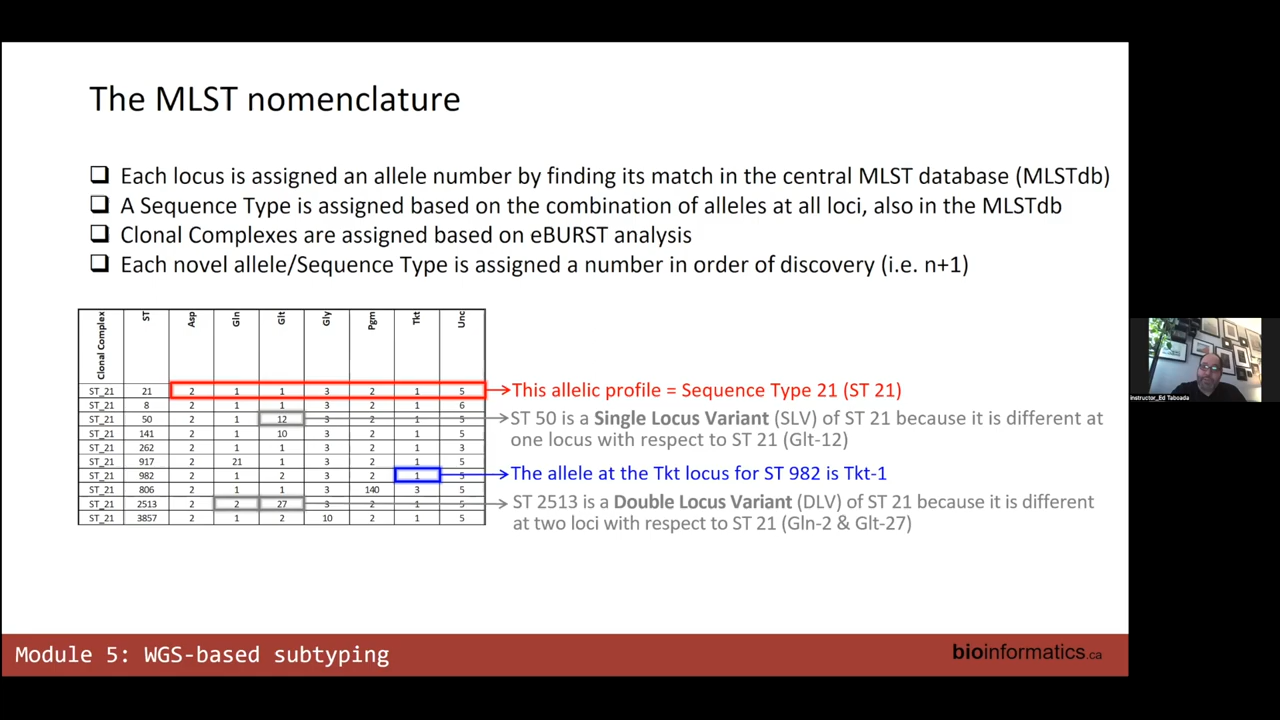 The MLST nomenclature
❑ Each locus is assigned an allele number by finding its match in the central MLST database (MLSTdb)
❑ A Sequence Type is assigned based on the combination of alleles at all loci, also in the MLSTdb
❑ Clonal Complexes are assigned based on eBURST analysis
❑ Each novel allele/Sequence Type is assigned a number in order of discovery (i.e. n+1)
Clonal Complex ST Asp Gln Glt Gly Pgm Tkt Unc
ST_21 21 2 1 1 3 2 1 5
ST_21 8 2 1 1 3 2 1 6
ST_21 50 2 1 12 3 2 1 5
ST_21 141 2 1 10 3 2 1 5
ST_21 262 2 1 1 3 2 1 3
ST_21 917 2 21 1 3 2 1 5
ST_21 982 2 1 2 3 2 1 5
ST_21 806 2 1 1 3 140 3 5
ST_21 2513 2 2 27 3 2 1 5
ST_21 3857 2 1 2 10 2 1 5
This allelic profile = Sequence Type 21 (ST 21)
ST 50 is a Single Locus Variant (SLV) of ST 21 because it is different at
one locus with respect to ST 21 (Glt-12)
The allele at the Tkt locus for ST 982 is Tkt-1
ST 2513 is a Double Locus Variant (DLV) of ST 21 because it is different
at two loci with respect to ST 21 (Gln-2 & Glt-27)
instructor_Ed Taboada
Module 5: WGS-based subtyping
bioinformatics.ca